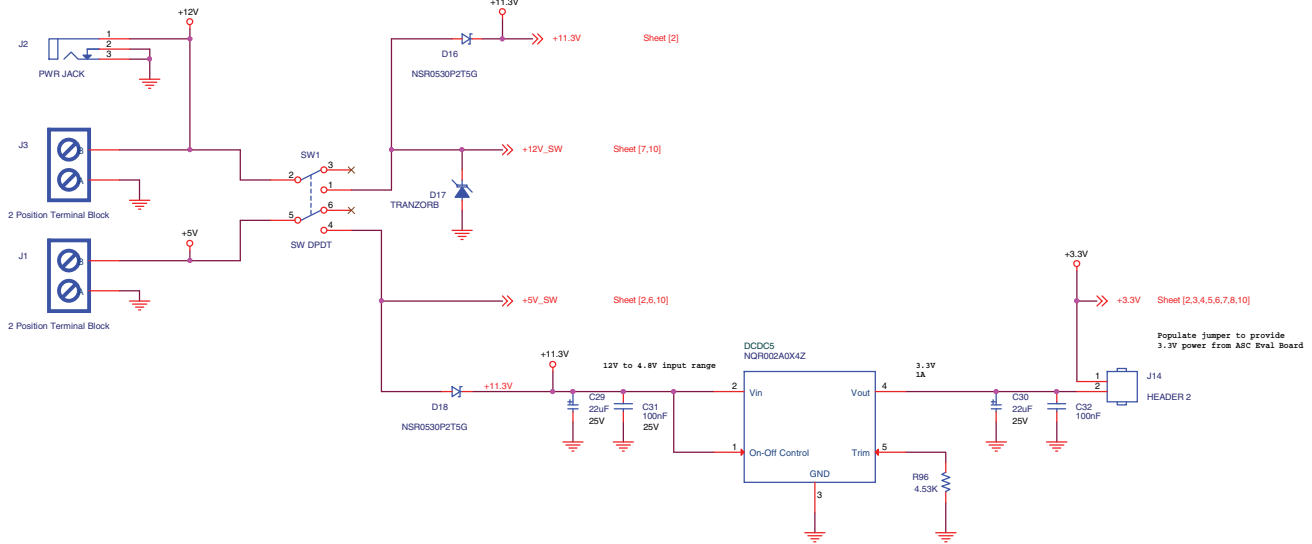 +12V
J2
1
2
3
PWR JACK
J3
B
A
2 Position Terminal Block
+5V
J1
B
A
2 Position Terminal Block
SW1
2
3
1
5
6
4
SW DPDT
+11.3V
D16
NSR0530P2T5G
+11.3V
Sheet [2]
+12V_SW
Sheet [7,10]
D17
TRANZORB
+5V_SW
Sheet [2,6,10]
D18
NSR0530P2T5G
+11.3V
+11.3V
12V to 4.8V input range
C29
22uF
25V
C31
100nF
25V
DCDC5
NQR002A0X4Z
2
Vin
Vout
4
1
On-Off Control
Trim
5
GND
3
3.3V
1A
R96
4.53K
C30
22uF
25V
C32
100nF
+3.3V
+3.3V
Sheet [2,3,4,5,6,7,8,10]
Populate jumper to provide
3.3V power from ASC Eval Board
J14
1
2
HEADER 2